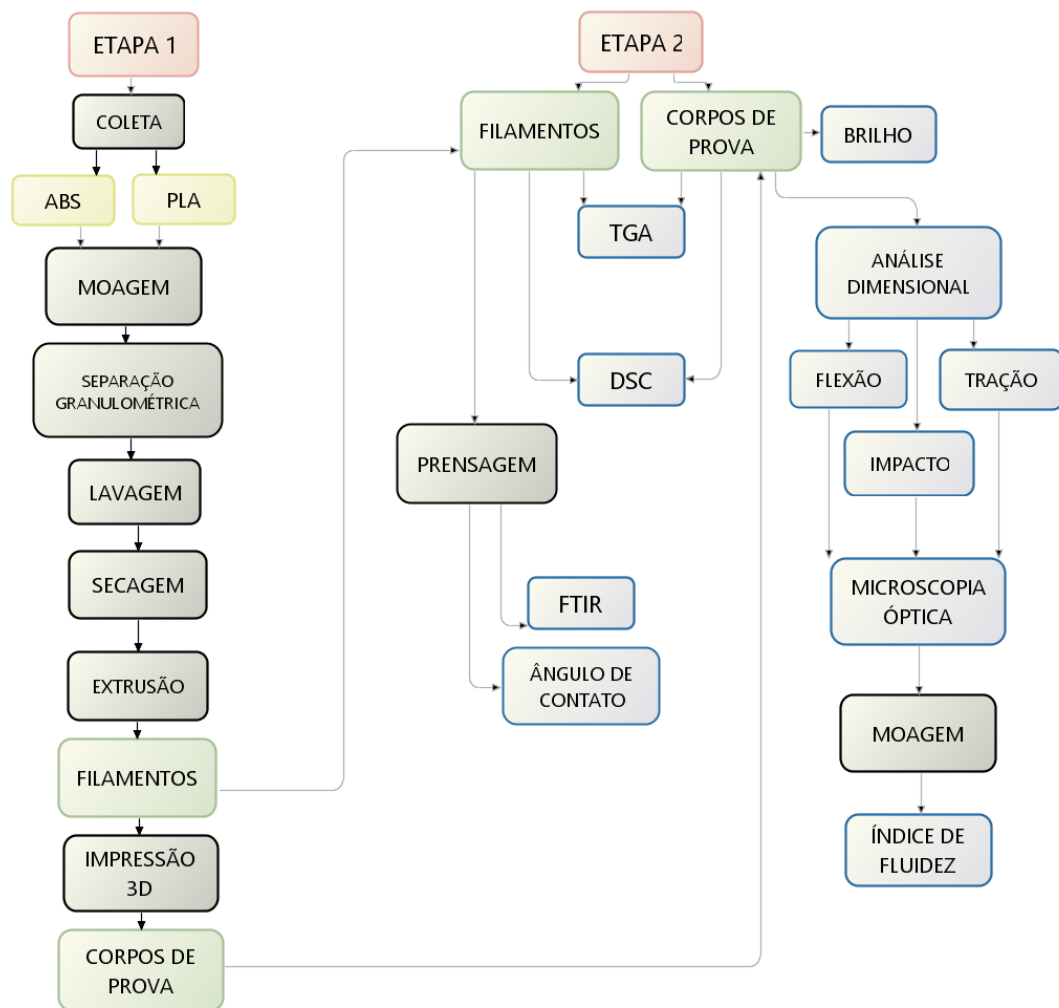 ETAPA 1
COLETA
ABS
PLA
MOAGEM
SEPARAÇÃO
GRANULOMÉTRICA
LAVAGEM
SECAGEM
EXTRUSÃO
FILAMENTOS
IMPRESSÃO
3D
CORPOS DE
PROVA
ETAPA 2
FILAMENTOS
CORPOS DE
PROVA
BRILHO
TGA
DSC
PRENSAGEM
FTIR
ÂNGULO DE
CONTATO
ANÁLISE
DIMENSIONAL
FLEXÃO
TRAÇÃO
IMPACTO
MICROSCOPIA
ÓPTICA
MOAGEM
ÍNDICE DE
FLUIDEZ